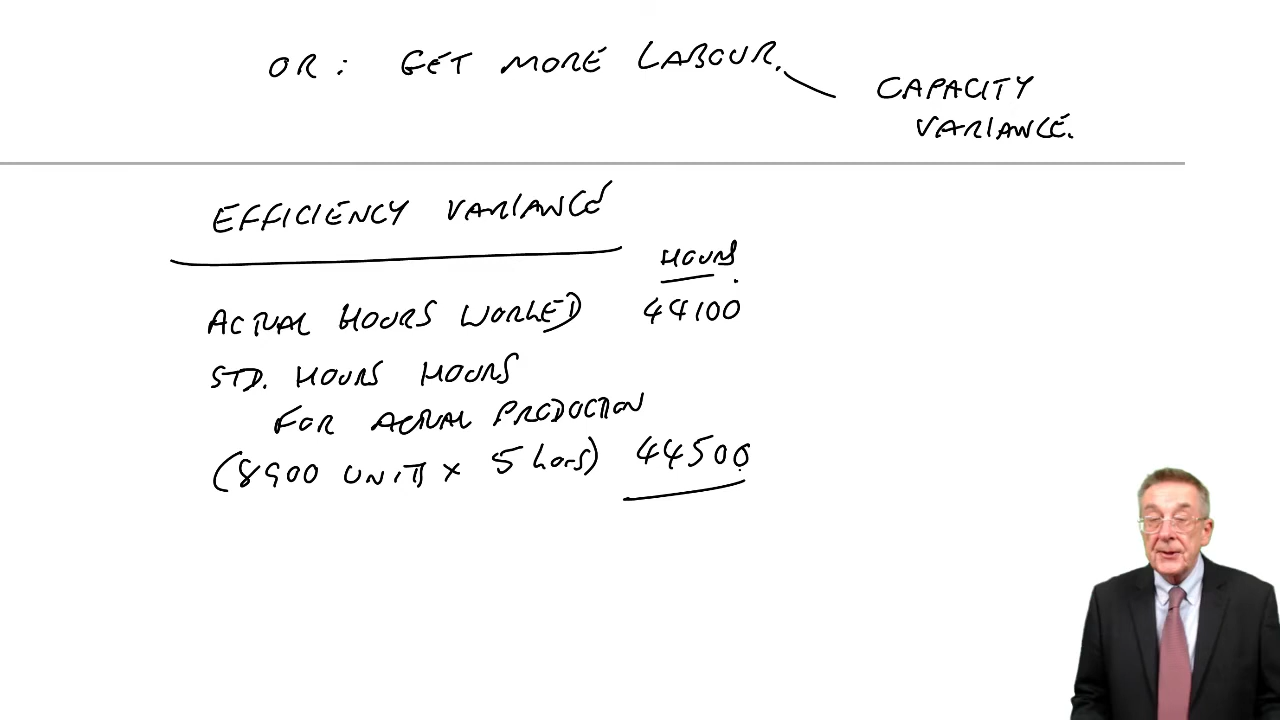 OR: GET MORE LABOUR.
CAPACITY
VARIANCE.
EFFICIENCY VARIANCE
HOURS
ACTUAL HOURS WORKED 44100
STD. HOURS HOURS
FOR ACTUAL PRODUCTION
(8900 UNITS x 5 hours) 44500